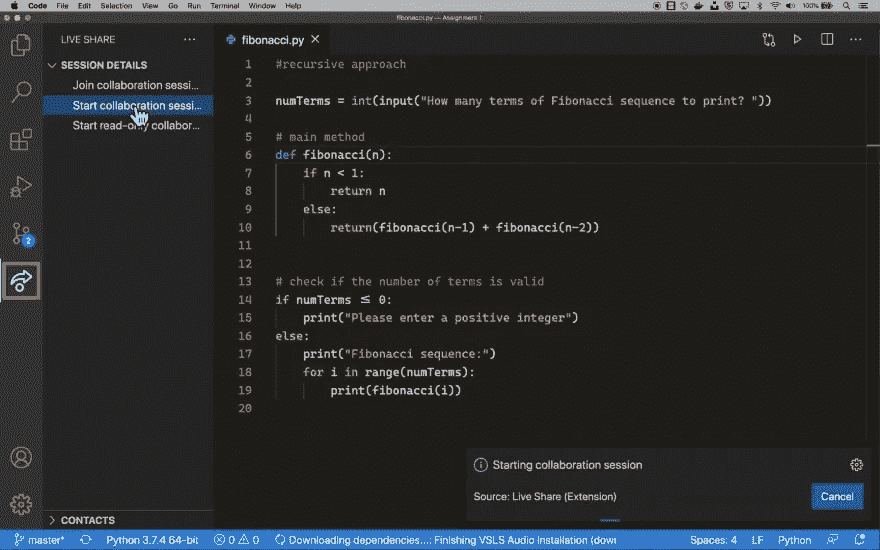 Code File Edit Selection View Go Run Terminal Window Help 100%
fibonacci.py — Assignment 1
LIVE SHARE
SESSION DETAILS
Join collaboration sessi...
Start collaboration sessi...
Start read-only collabor...
2
CONTACTS
fibonacci.py
1 #recursive approach
2
3 numTerms = int(input("How many terms of Fibonacci sequence to print? "))
4
5 # main method
6 def fibonacci(n):
7 if n < 1:
8 return n
9 else:
10 return(fibonacci(n-1) + fibonacci(n-2))
11
12
13 # check if the number of terms is valid
14 if numTerms ≤ 0:
15 print("Please enter a positive integer")
16 else:
17 print("Fibonacci sequence:")
18 for i in range(numTerms):
19 print(fibonacci(i))
20
Starting collaboration session
Source: Live Share (Extension)
Cancel
master* Python 3.7.4 64-bit 0 0 Downloading dependencies...: Finishing VSLS Audio installation (down Spaces: 4 LF Python